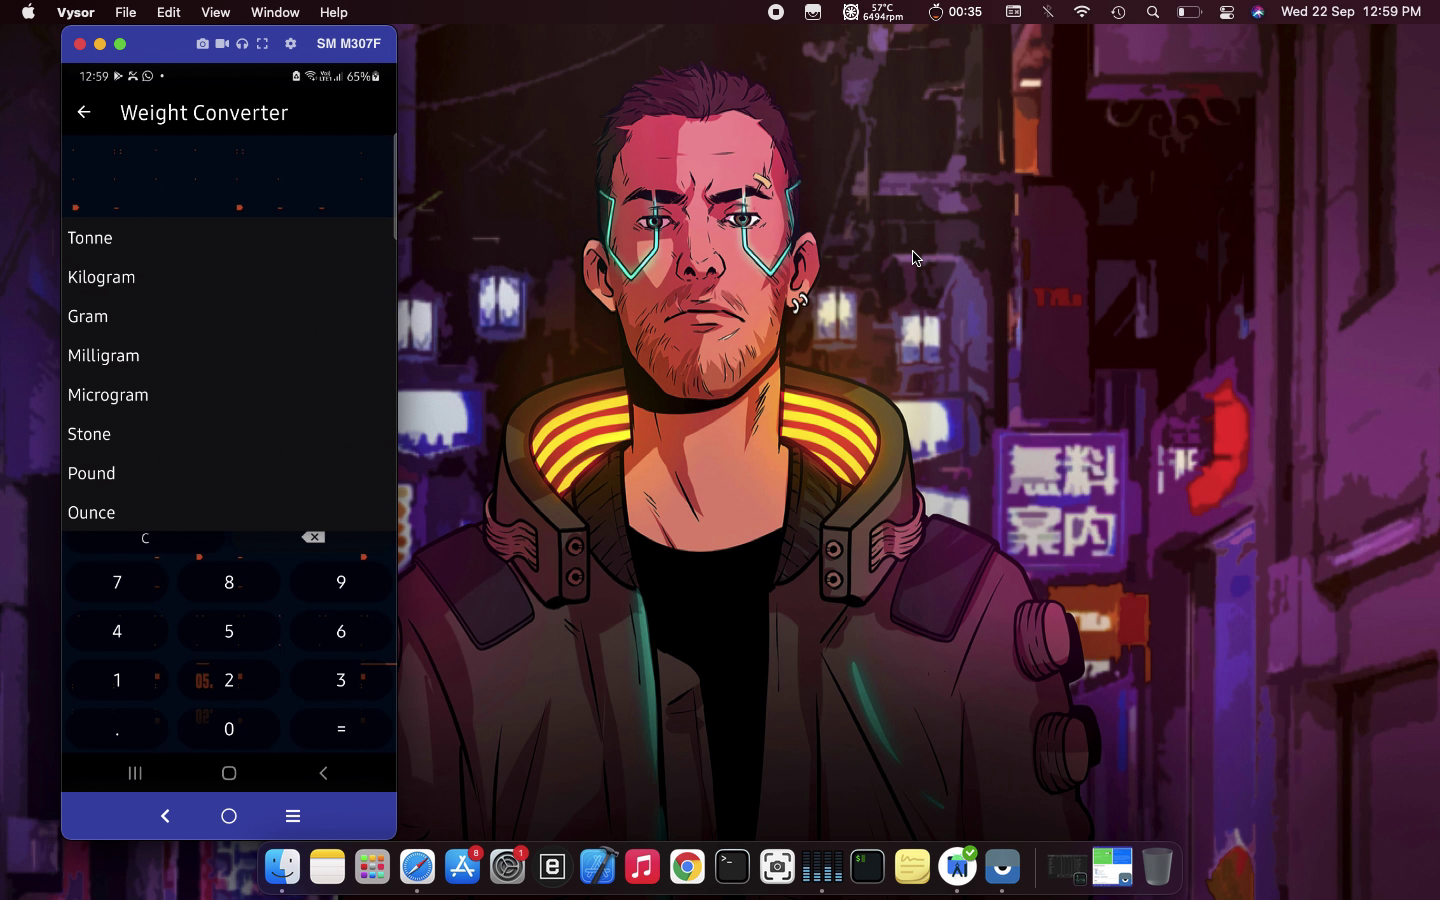 Vysor File Edit View Window Help
57°C
6494rpm
00:35
Wed 22 Sep 12:59 PM
SM M307F
12:59
65%
Weight Converter
Tonne
Kilogram
Gram
Milligram
Microgram
Stone
Pound
Ounce
C
7 8 9
4 5 6
1 2 3
. 0 =
05.
02
無料
案内
8
1